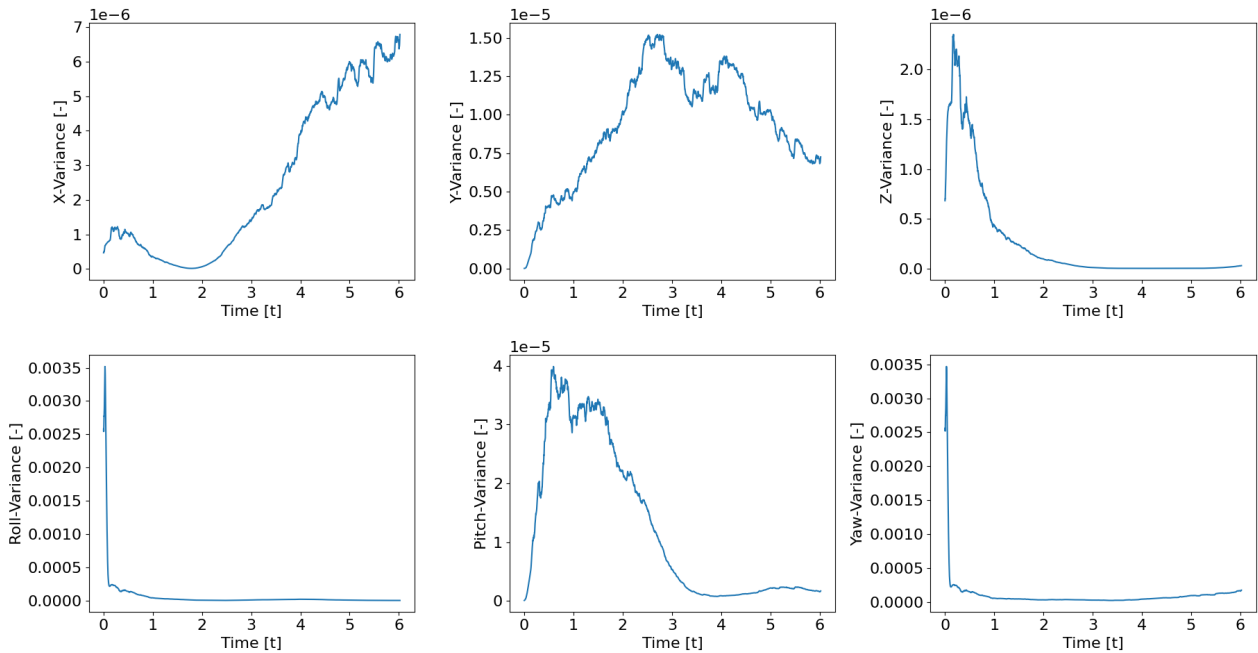 1e−6
7
6
5
4
3
2
1
0
X-Variance [-]
0 1 2 3 4 5 6
Time [t]
1e−5
1.50
1.25
1.00
0.75
0.50
0.25
0.00
Y-Variance [-]
0 1 2 3 4 5 6
Time [t]
1e−6
2.0
1.5
1.0
0.5
0.0
Z-Variance [-]
0 1 2 3 4 5 6
Time [t]
0.0035
0.0030
0.0025
0.0020
0.0015
0.0010
0.0005
0.0000
Roll-Variance [-]
0 1 2 3 4 5 6
Time [t]
1e−5
4
3
2
1
0
Pitch-Variance [-]
0 1 2 3 4 5 6
Time [t]
0.0035
0.0030
0.0025
0.0020
0.0015
0.0010
0.0005
0.0000
Yaw-Variance [-]
0 1 2 3 4 5 6
Time [t]